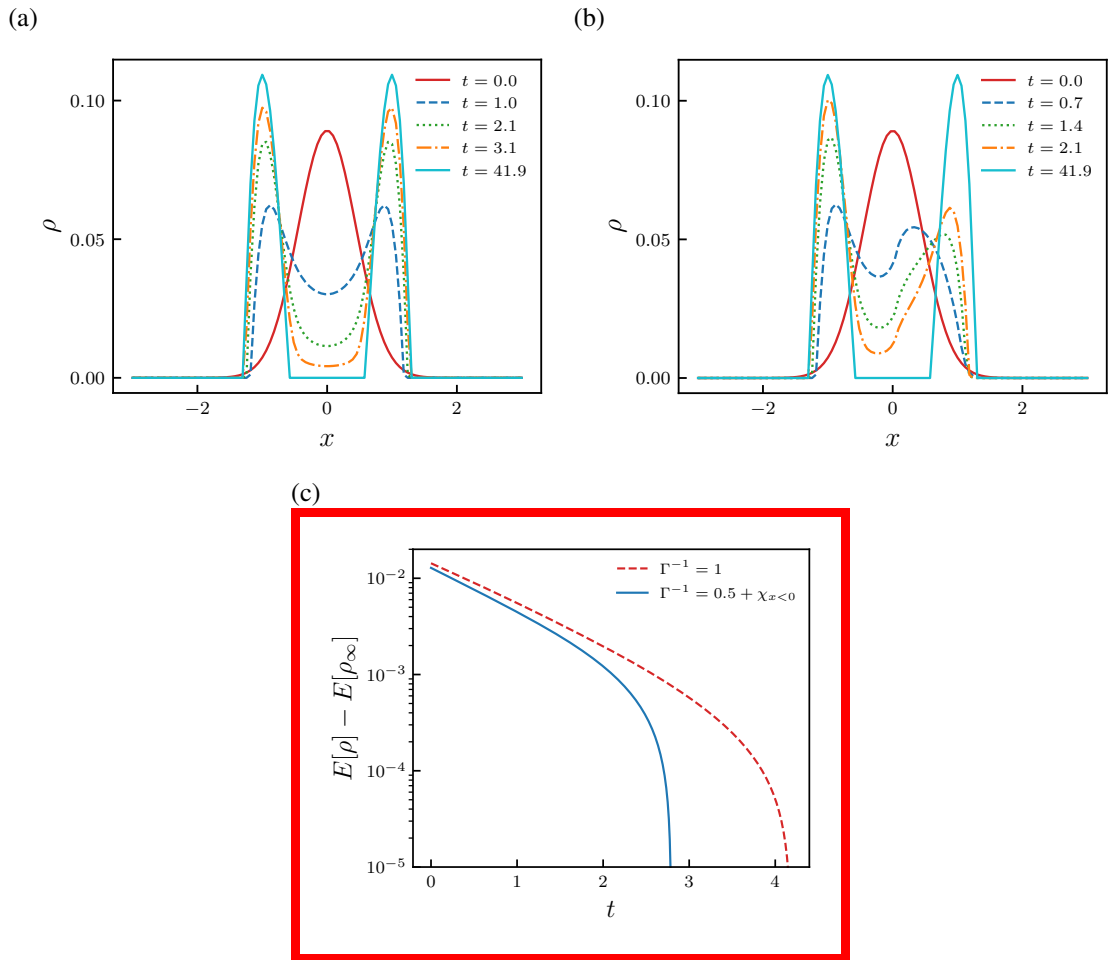 (a)
ρ
0.10
0.05
0.00
−2
0
2
x
t = 0.0
t = 1.0
t = 2.1
t = 3.1
t = 41.9
(b)
ρ
0.10
0.05
0.00
−2
0
2
x
t = 0.0
t = 0.7
t = 1.4
t = 2.1
t = 41.9
(c)
E[ρ] − E[ρ∞]
10⁻²
10⁻³
10⁻⁴
10⁻⁵
0
1
2
3
4
t
Γ⁻¹ = 1
Γ⁻¹ = 0.5 + χₓ<₀